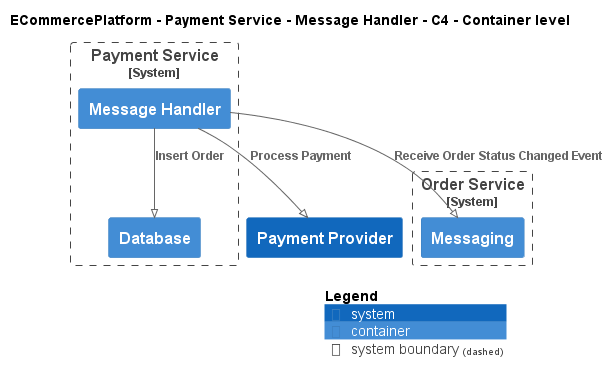 ECommercePlatform - Payment Service - Message Handler - C4 - Container level
Payment Service
[System]
Message Handler
Insert Order
Process Payment
Receive Order Status Changed Event
Order Service
[System]
Database
Payment Provider
Messaging
Legend
system
container
system boundary (dashed)